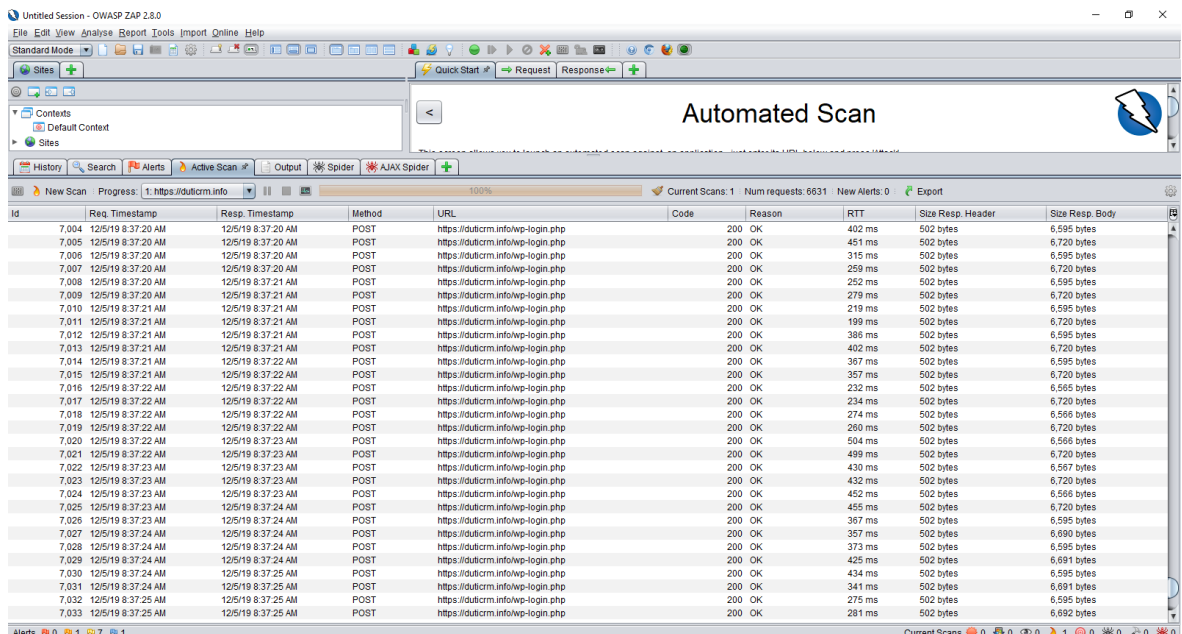 Untitled Session - OWASP ZAP 2.8.0
File Edit View Analyse Report Tools Import Online Help
Standard Mode
Sites
Quick Start Request Response
Contexts
Default Context
Sites
<
Automated Scan
This screen allows you to launch an automated scan against an application - just enter its URL below and press 'Attack'.
History Search Alerts Active Scan Output Spider AJAX Spider
New Scan Progress: 1: https://duticrm.info 100% Current Scans: 1 Num requests: 6631 New Alerts: 0 Export
Id Req. Timestamp Resp. Timestamp Method URL Code Reason RTT Size Resp. Header Size Resp. Body
7,004 12/5/19 8:37:20 AM 12/5/19 8:37:20 AM POST https://duticrm.info/wp-login.php 200 OK 402 ms 502 bytes 6,595 bytes
7,005 12/5/19 8:37:20 AM 12/5/19 8:37:20 AM POST https://duticrm.info/wp-login.php 200 OK 451 ms 502 bytes 6,720 bytes
7,006 12/5/19 8:37:20 AM 12/5/19 8:37:20 AM POST https://duticrm.info/wp-login.php 200 OK 315 ms 502 bytes 6,595 bytes
7,007 12/5/19 8:37:20 AM 12/5/19 8:37:20 AM POST https://duticrm.info/wp-login.php 200 OK 259 ms 502 bytes 6,720 bytes
7,008 12/5/19 8:37:20 AM 12/5/19 8:37:21 AM POST https://duticrm.info/wp-login.php 200 OK 252 ms 502 bytes 6,595 bytes
7,009 12/5/19 8:37:20 AM 12/5/19 8:37:21 AM POST https://duticrm.info/wp-login.php 200 OK 279 ms 502 bytes 6,720 bytes
7,010 12/5/19 8:37:21 AM 12/5/19 8:37:21 AM POST https://duticrm.info/wp-login.php 200 OK 219 ms 502 bytes 6,595 bytes
7,011 12/5/19 8:37:21 AM 12/5/19 8:37:21 AM POST https://duticrm.info/wp-login.php 200 OK 199 ms 502 bytes 6,720 bytes
7,012 12/5/19 8:37:21 AM 12/5/19 8:37:21 AM POST https://duticrm.info/wp-login.php 200 OK 386 ms 502 bytes 6,595 bytes
7,013 12/5/19 8:37:21 AM 12/5/19 8:37:21 AM POST https://duticrm.info/wp-login.php 200 OK 402 ms 502 bytes 6,720 bytes
7,014 12/5/19 8:37:21 AM 12/5/19 8:37:22 AM POST https://duticrm.info/wp-login.php 200 OK 367 ms 502 bytes 6,595 bytes
7,015 12/5/19 8:37:21 AM 12/5/19 8:37:22 AM POST https://duticrm.info/wp-login.php 200 OK 357 ms 502 bytes 6,720 bytes
7,016 12/5/19 8:37:22 AM 12/5/19 8:37:22 AM POST https://duticrm.info/wp-login.php 200 OK 232 ms 502 bytes 6,565 bytes
7,017 12/5/19 8:37:22 AM 12/5/19 8:37:22 AM POST https://duticrm.info/wp-login.php 200 OK 234 ms 502 bytes 6,720 bytes
7,018 12/5/19 8:37:22 AM 12/5/19 8:37:22 AM POST https://duticrm.info/wp-login.php 200 OK 274 ms 502 bytes 6,566 bytes
7,019 12/5/19 8:37:22 AM 12/5/19 8:37:22 AM POST https://duticrm.info/wp-login.php 200 OK 260 ms 502 bytes 6,720 bytes
7,020 12/5/19 8:37:22 AM 12/5/19 8:37:23 AM POST https://duticrm.info/wp-login.php 200 OK 504 ms 502 bytes 6,566 bytes
7,021 12/5/19 8:37:22 AM 12/5/19 8:37:23 AM POST https://duticrm.info/wp-login.php 200 OK 499 ms 502 bytes 6,720 bytes
7,022 12/5/19 8:37:23 AM 12/5/19 8:37:23 AM POST https://duticrm.info/wp-login.php 200 OK 430 ms 502 bytes 6,567 bytes
7,023 12/5/19 8:37:23 AM 12/5/19 8:37:23 AM POST https://duticrm.info/wp-login.php 200 OK 432 ms 502 bytes 6,720 bytes
7,024 12/5/19 8:37:23 AM 12/5/19 8:37:23 AM POST https://duticrm.info/wp-login.php 200 OK 452 ms 502 bytes 6,566 bytes
7,025 12/5/19 8:37:23 AM 12/5/19 8:37:24 AM POST https://duticrm.info/wp-login.php 200 OK 455 ms 502 bytes 6,720 bytes
7,026 12/5/19 8:37:23 AM 12/5/19 8:37:24 AM POST https://duticrm.info/wp-login.php 200 OK 367 ms 502 bytes 6,595 bytes
7,027 12/5/19 8:37:24 AM 12/5/19 8:37:24 AM POST https://duticrm.info/wp-login.php 200 OK 357 ms 502 bytes 6,690 bytes
7,028 12/5/19 8:37:24 AM 12/5/19 8:37:24 AM POST https://duticrm.info/wp-login.php 200 OK 373 ms 502 bytes 6,595 bytes
7,029 12/5/19 8:37:24 AM 12/5/19 8:37:24 AM POST https://duticrm.info/wp-login.php 200 OK 425 ms 502 bytes 6,691 bytes
7,030 12/5/19 8:37:24 AM 12/5/19 8:37:25 AM POST https://duticrm.info/wp-login.php 200 OK 434 ms 502 bytes 6,595 bytes
7,031 12/5/19 8:37:24 AM 12/5/19 8:37:25 AM POST https://duticrm.info/wp-login.php 200 OK 341 ms 502 bytes 6,691 bytes
7,032 12/5/19 8:37:25 AM 12/5/19 8:37:25 AM POST https://duticrm.info/wp-login.php 200 OK 275 ms 502 bytes 6,595 bytes
7,033 12/5/19 8:37:25 AM 12/5/19 8:37:25 AM POST https://duticrm.info/wp-login.php 200 OK 281 ms 502 bytes 6,692 bytes
Alerts 0 1 7 1 Current Scans 0 0 0 1 0 0 0 0